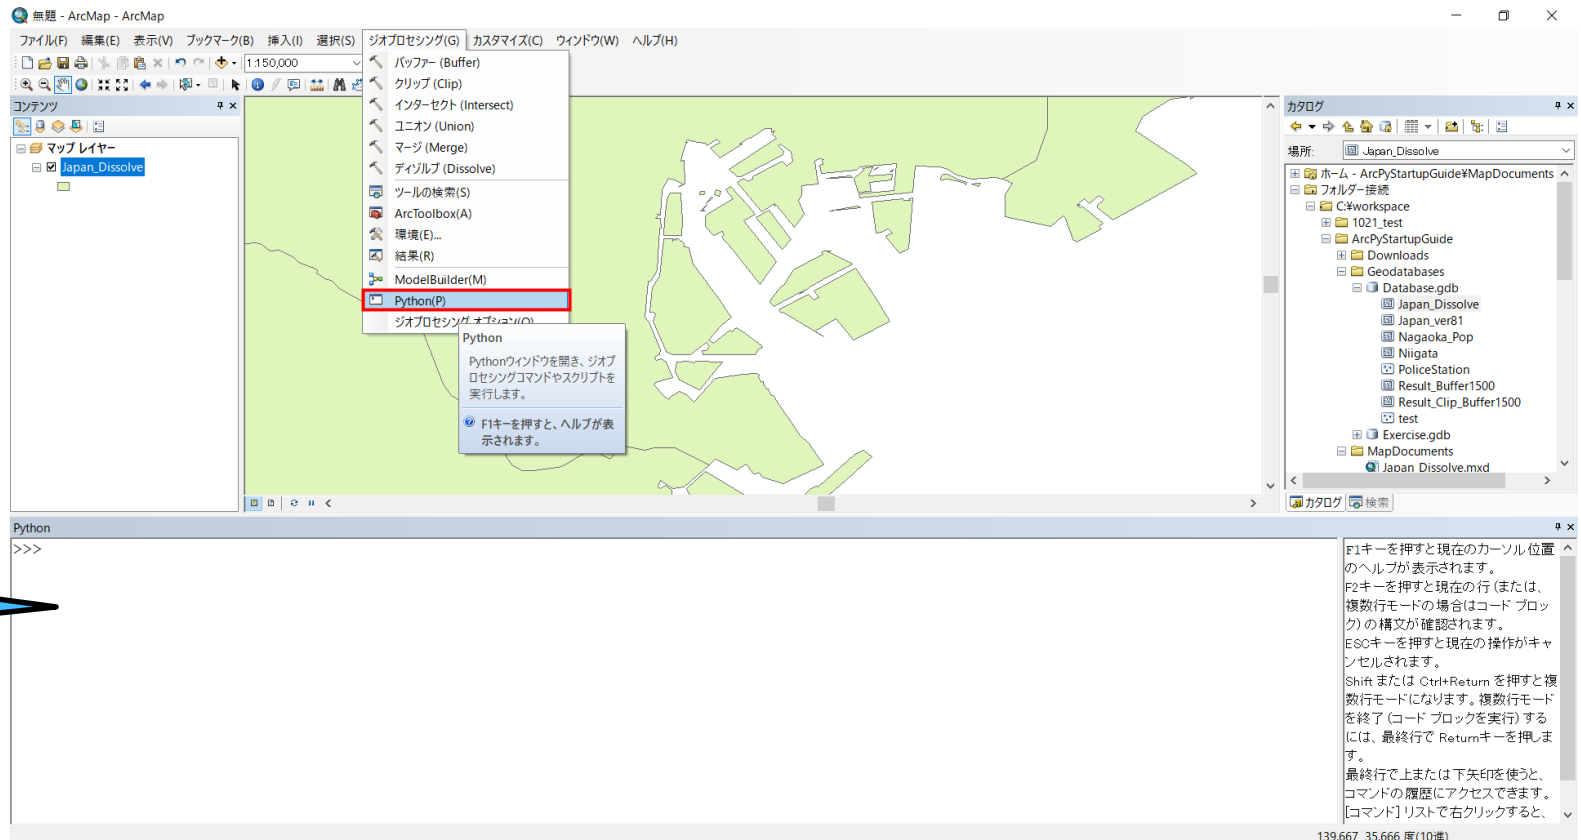 無題 - ArcMap - ArcMap
ファイル(F) 編集(E) 表示(V) ブックマーク(B) 挿入(I) 選択(S) ジオプロセシング(G) カスタマイズ(C) ウィンドウ(W) ヘルプ(H)
1:150,000
バッファー (Buffer)
クリップ (Clip)
インターセクト (Intersect)
ユニオン (Union)
マージ (Merge)
ディゾルブ (Dissolve)
ツールの検索(S)
ArcToolbox(A)
環境(E)...
結果(R)
ModelBuilder(M)
Python(P)
ジオプロセシング オプション(O)...
Python
Pythonウィンドウを開き、ジオプ
ロセシングコマンドやスクリプトを
実行します。
F1キーを押すと、ヘルプが表
示されます。
コンテンツ
マップ レイヤー
Japan_Dissolve
カタログ
場所:
Japan_Dissolve
ホーム - ArcPyStartupGuide¥MapDocuments
フォルダー接続
C:¥workspace
1021_test
ArcPyStartupGuide
Downloads
Geodatabases
Database.gdb
Japan_Dissolve
Japan_ver81
Nagaoka_Pop
Niigata
PoliceStation
Result_Buffer1500
Result_Clip_Buffer1500
test
Exercise.gdb
MapDocuments
Japan_Dissolve.mxd
カタログ 検索
Python
>>>
F1キーを押すと現在のカーソル位置
のヘルプが表示されます。
F2キーを押すと現在の行(または、
複数行モードの場合はコード ブロッ
ク)の構文が確認されます。
ESCキーを押すと現在の操作がキャ
ンセルされます。
Shift または Ctrl+Return を押すと複
数行モードになります。複数行モード
を終了(コード ブロックを実行)する
には、最終行で Returnキーを押しま
す。
最終行で上または下矢印を使うと、
コマンドの履歴にアクセスできます。
[コマンド] リストで右クリックすると、
139.667 35.666 度(10進)